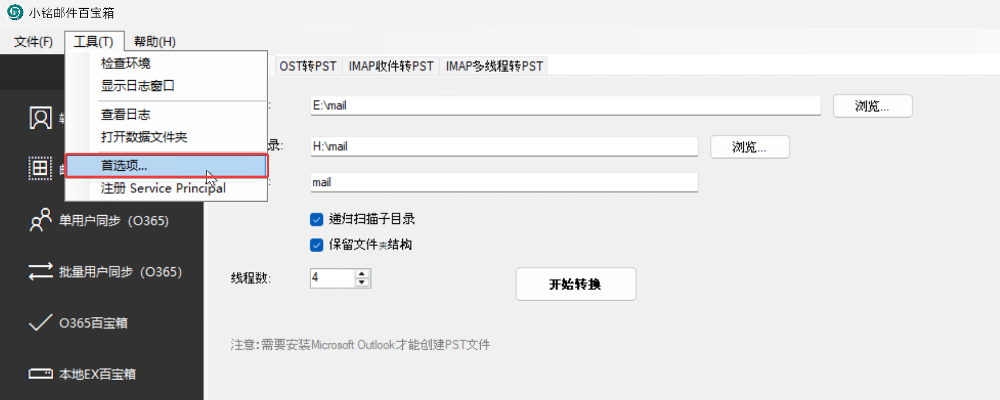 小铭邮件百宝箱
文件(F) 工具(T) 帮助(H)
检查环境
显示日志窗口
查看日志
打开数据文件夹
首选项...
注册 Service Principal
OST转PST IMAP收件转PST IMAP多线程转PST
: E:\mail 浏览...
录: H:\mail 浏览...
: mail
递归扫描子目录
保留文件夹结构
线程数: 4 开始转换
注意:需要安装Microsoft Outlook才能创建PST文件
单用户同步（O365)
批量用户同步（O365)
O365百宝箱
本地EX百宝箱